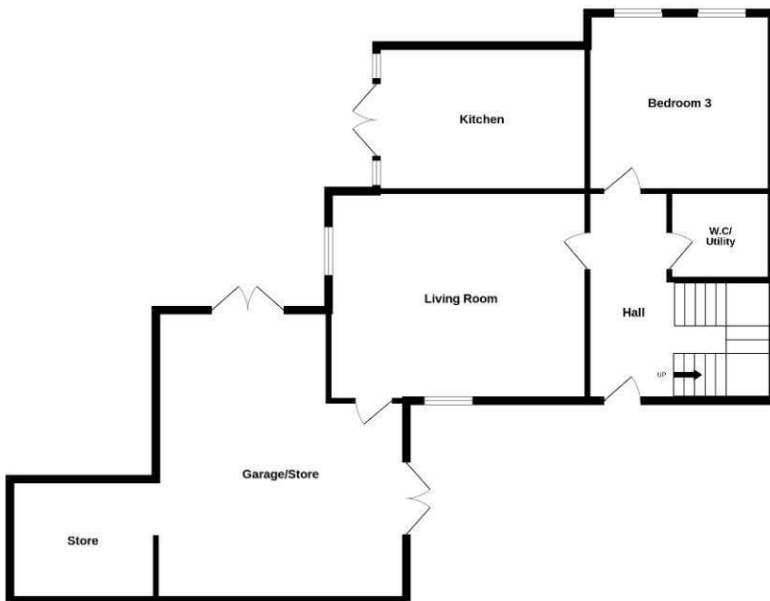 Bedroom 3
Kitchen
W.C/
Utility
Living Room
Hall
UP
Garage/Store
Store